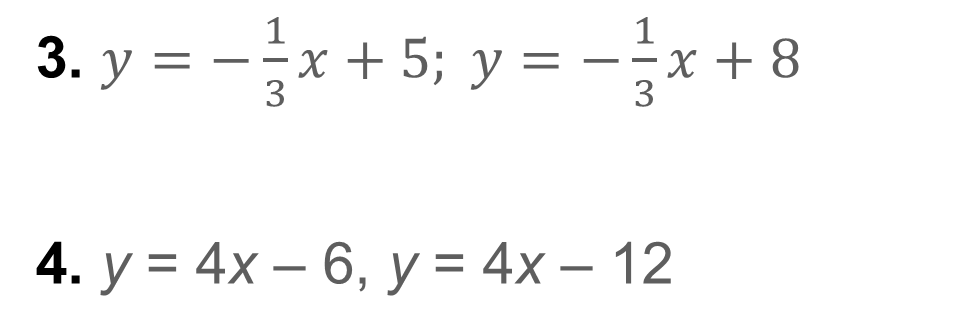 3. y = −1/3x + 5; y = −1/3x + 8
4. y = 4x – 6, y = 4x – 12